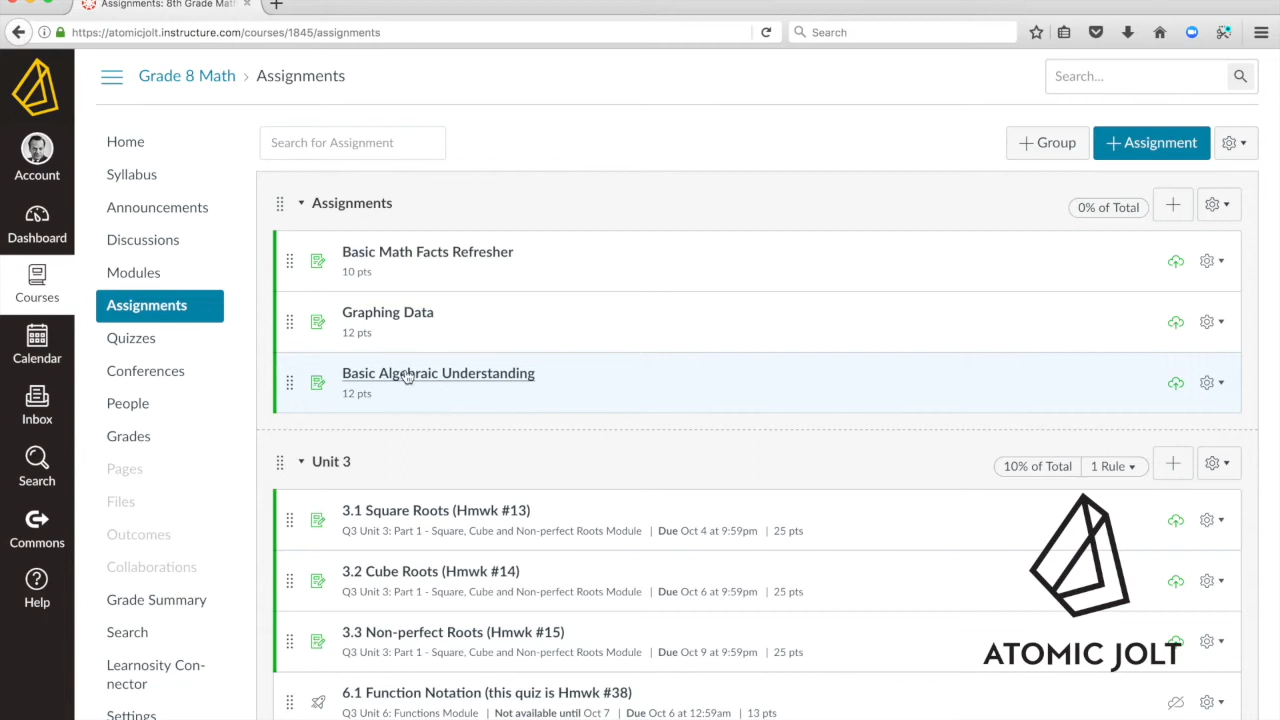 Assignments: 8th Grade Math
https://atomicjolt.instructure.com/courses/1845/assignments
Search
Grade 8 Math › Assignments
Search...
Account
Dashboard
Courses
Calendar
Inbox
Search
Commons
Help
Home
Syllabus
Announcements
Discussions
Modules
Assignments
Quizzes
Conferences
People
Grades
Pages
Files
Outcomes
Collaborations
Grade Summary
Search
Learnosity Con-
nector
Settings
Search for Assignment
+ Group
+ Assignment
Assignments
0% of Total
Basic Math Facts Refresher
10 pts
Graphing Data
12 pts
Basic Algebraic Understanding
12 pts
Unit 3
10% of Total
1 Rule
3.1 Square Roots (Hmwk #13)
Q3 Unit 3: Part 1 - Square, Cube and Non-perfect Roots Module | Due Oct 4 at 9:59pm | 25 pts
3.2 Cube Roots (Hmwk #14)
Q3 Unit 3: Part 1 - Square, Cube and Non-perfect Roots Module | Due Oct 6 at 9:59pm | 25 pts
3.3 Non-perfect Roots (Hmwk #15)
Q3 Unit 3: Part 1 - Square, Cube and Non-perfect Roots Module | Due Oct 9 at 9:59pm | 25 pts
6.1 Function Notation (this quiz is Hmwk #38)
Q3 Unit 6: Functions Module | Not available until Oct 7 | Due Oct 6 at 12:59am | 13 pts
ATOMIC JOLT